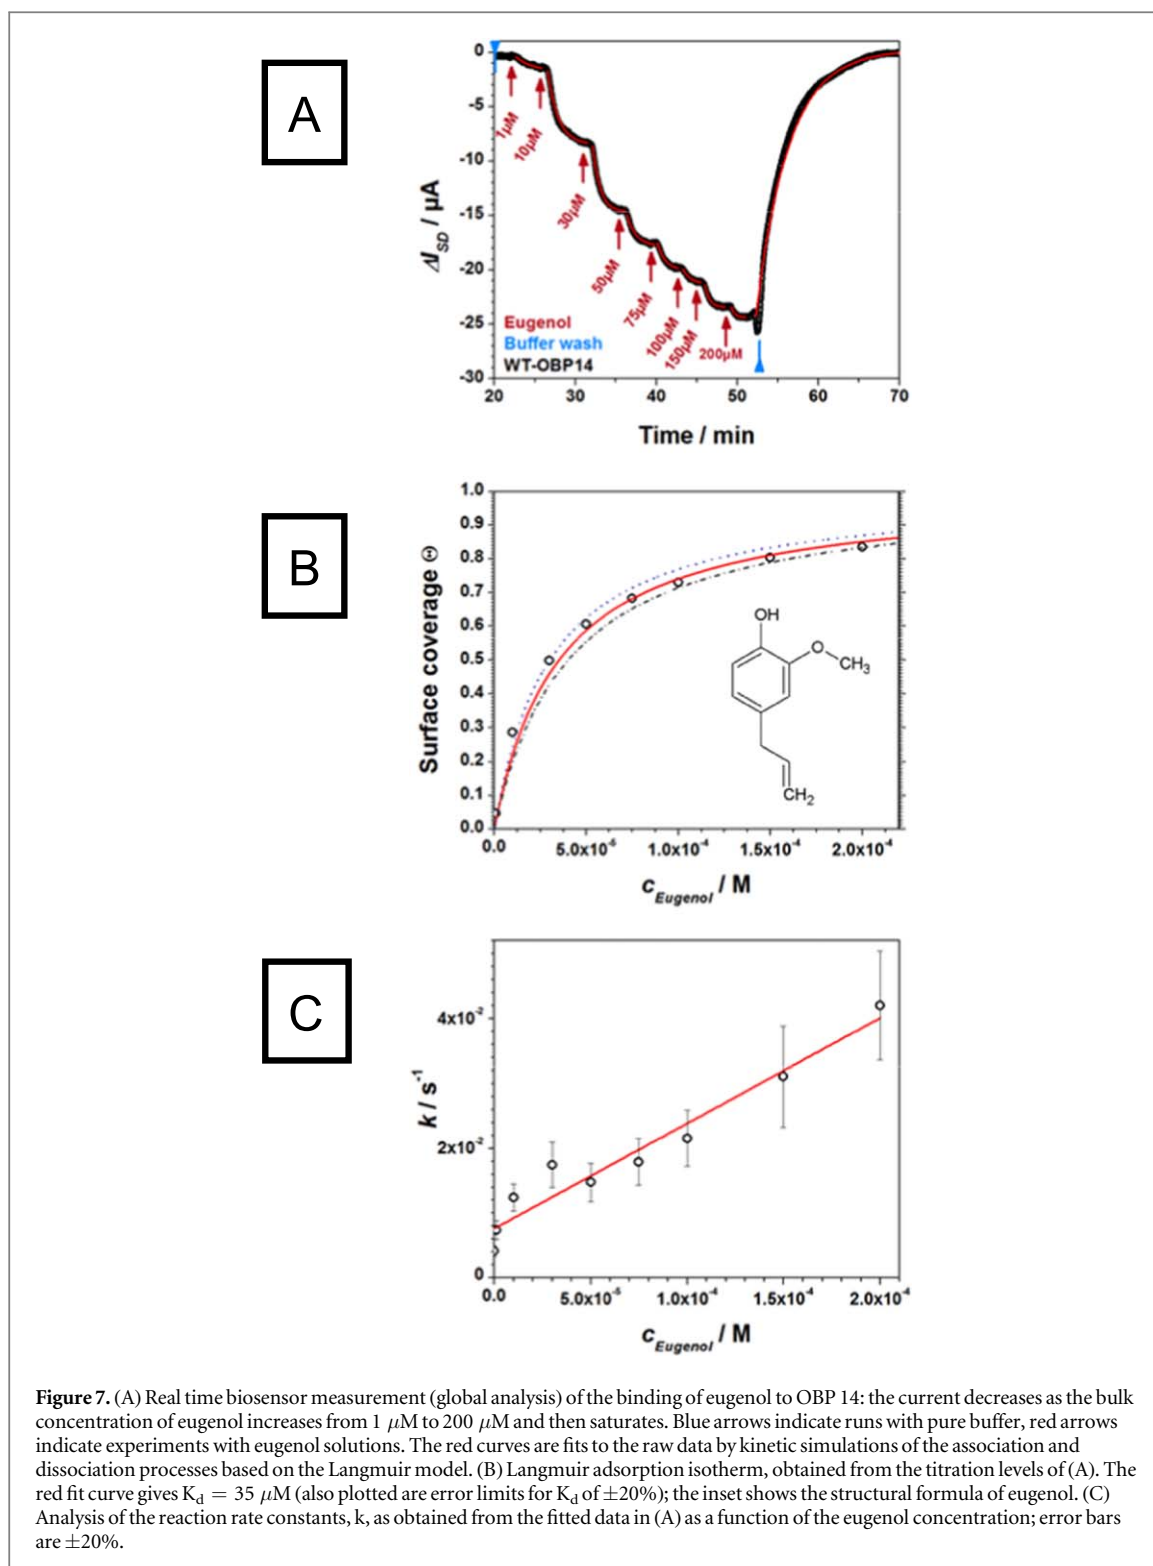 A
0
-5
-10
-15
-20
-25
-30
ΔI_SD / µA
1µM
10µM
30µM
50µM
75µM
100µM
150µM
200µM
Eugenol
Buffer wash
WT-OBP14
20 30 40 50 60 70
Time / min
B
1.0
0.9
0.8
0.7
0.6
0.5
0.4
0.3
0.2
0.1
0.0
Surface coverage Θ
OH
O
CH₃
CH₂
0.0 5.0x10⁻⁵ 1.0x10⁻⁴ 1.5x10⁻⁴ 2.0x10⁻⁴
c_Eugenol / M
C
4x10⁻²
2x10⁻²
0
k / s⁻¹
0.0 5.0x10⁻⁵ 1.0x10⁻⁴ 1.5x10⁻⁴ 2.0x10⁻⁴
c_Eugenol / M
Figure 7. (A) Real time biosensor measurement (global analysis) of the binding of eugenol to OBP 14: the current decreases as the bulk
concentration of eugenol increases from 1 μM to 200 μM and then saturates. Blue arrows indicate runs with pure buffer, red arrows
indicate experiments with eugenol solutions. The red curves are fits to the raw data by kinetic simulations of the association and
dissociation processes based on the Langmuir model. (B) Langmuir adsorption isotherm, obtained from the titration levels of (A). The
red fit curve gives K_d = 35 μM (also plotted are error limits for K_d of ±20%); the inset shows the structural formula of eugenol. (C)
Analysis of the reaction rate constants, k, as obtained from the fitted data in (A) as a function of the eugenol concentration; error bars
are ±20%.